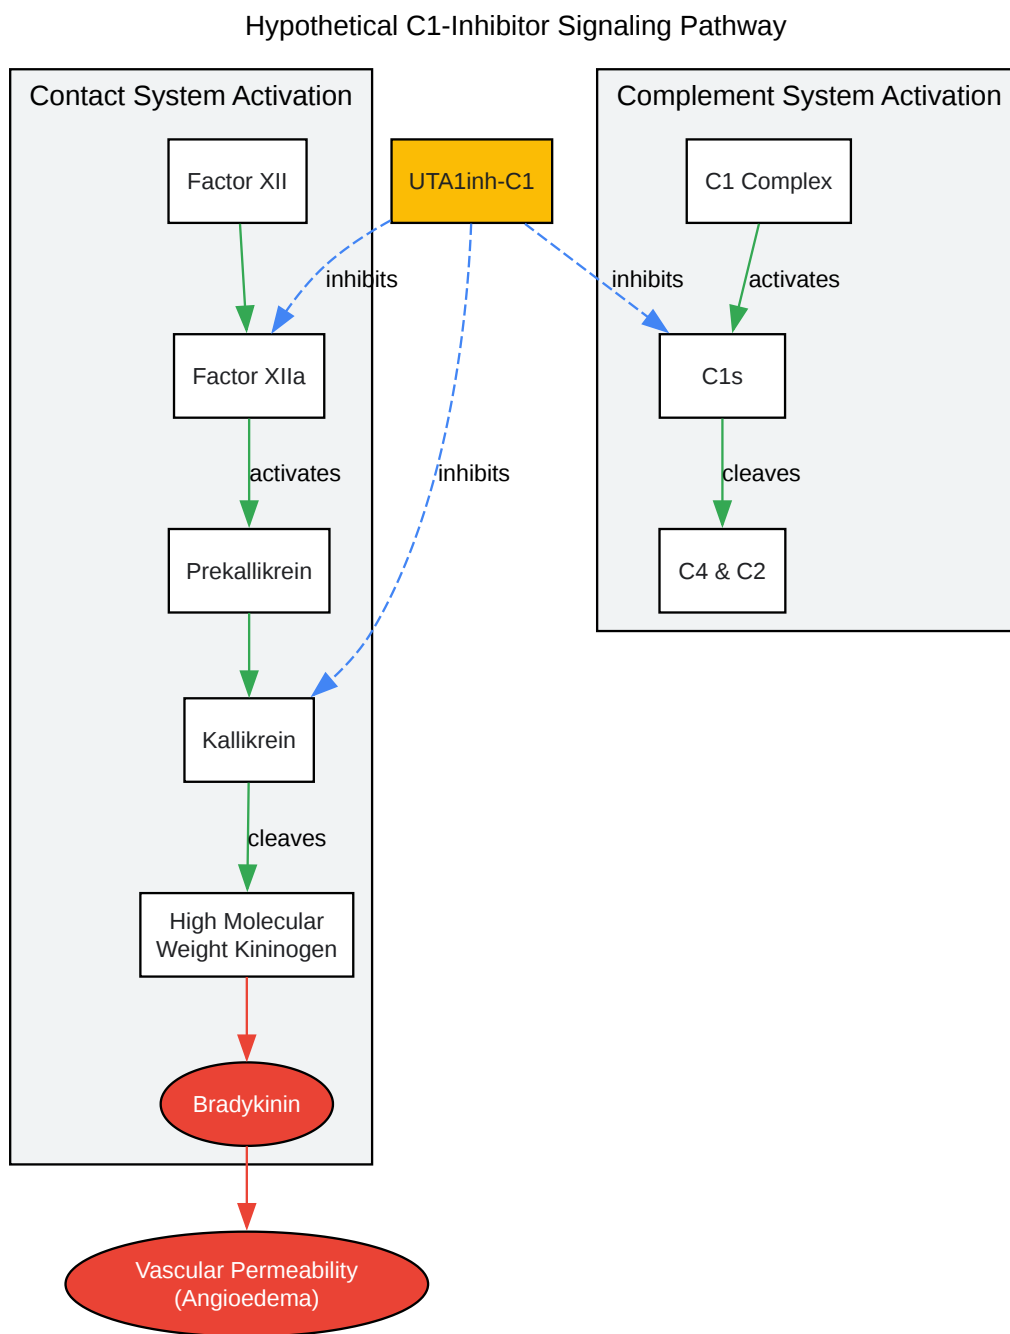 Hypothetical C1-Inhibitor Signaling Pathway
Contact System Activation
Complement System Activation
Factor XII
UTA1inh-C1
C1 Complex
inhibits
inhibits
activates
Factor XIIa
C1s
activates
inhibits
cleaves
Prekallikrein
C4 & C2
Kallikrein
cleaves
High Molecular
Weight Kininogen
Bradykinin
Vascular Permeability
(Angioedema)